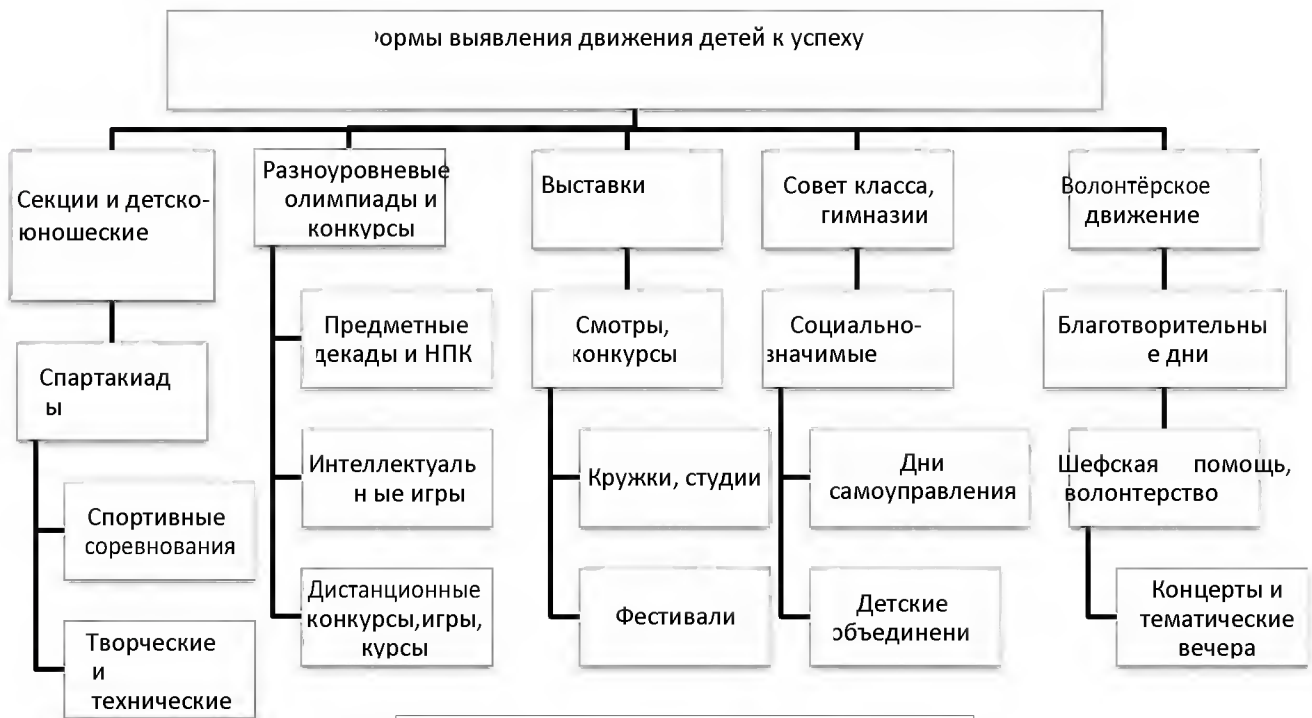 ормы выявления движения детей к успеху
Секции и детско-
юношеские
Разноуровневые
олимпиады и
конкурсы
Выставки
Совет класса,
гимназии
Волонтёрское
движение
Спартакиад
ы
Предметные
декады и НПК
Смотры,
конкурсы
Социально-
значимые
Благотворительны
е дни
Спортивные
соревнования
Интеллектуаль
н ые игры
Кружки, студии
Дни
самоуправления
Шефская помощь,
волонтерство
Творческие
и
технические
Дистанционные
конкурсы,игры,
курсы
Фестивали
Детские
объединени
Концерты и
тематические
вечера